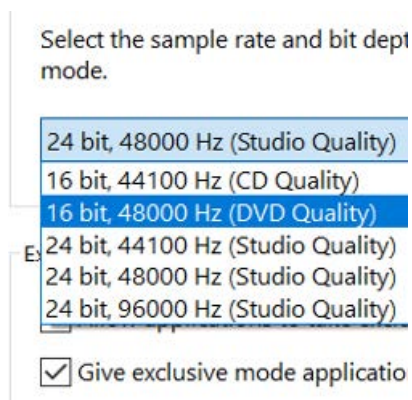 Select the sample rate and bit dept
mode.
24 bit, 48000 Hz (Studio Quality)
16 bit, 44100 Hz (CD Quality)
16 bit, 48000 Hz (DVD Quality)
24 bit, 44100 Hz (Studio Quality)
24 bit, 48000 Hz (Studio Quality)
24 bit, 96000 Hz (Studio Quality)
Give exclusive mode applicatio